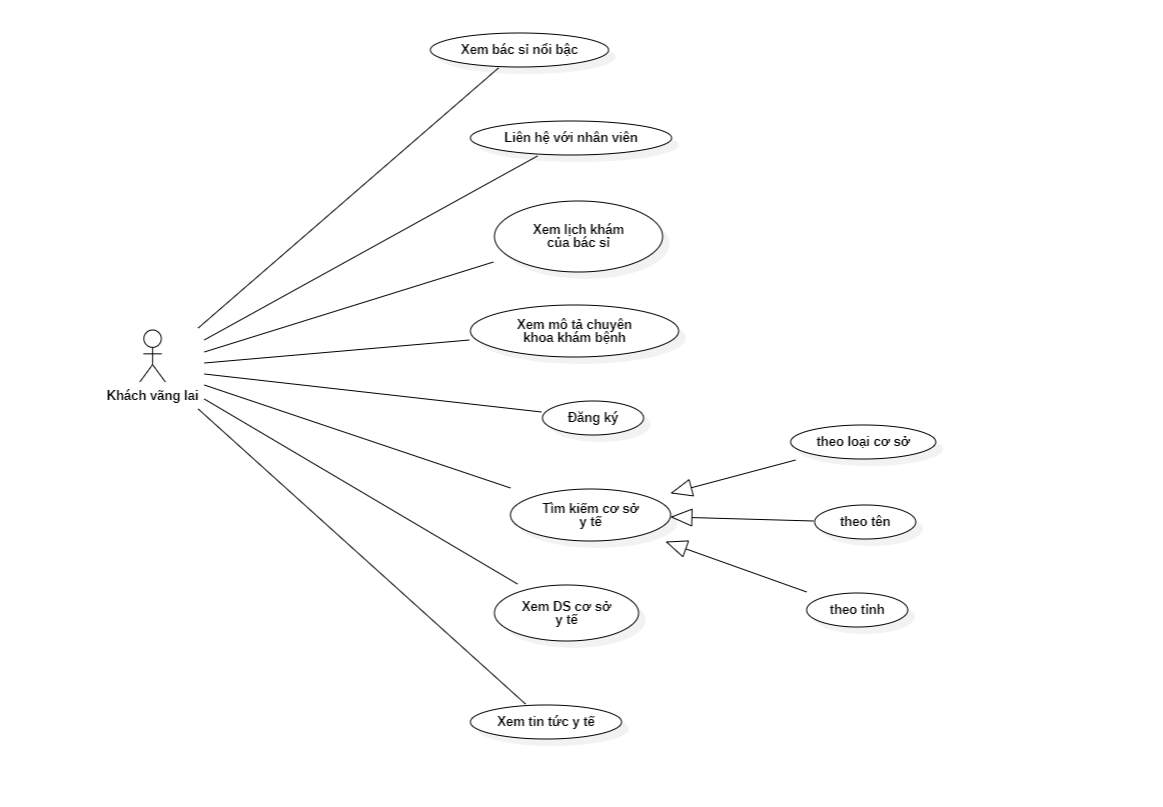 Xem bác sỉ nổi bậc
Liên hệ với nhân viên
Xem lịch khám
của bác sỉ
Xem mô tả chuyên
khoa khám bệnh
Khách vãng lai
Đăng ký
theo loại cơ sở
Tìm kiếm cơ sở
y tế
theo tên
Xem DS cơ sở
y tế
theo tỉnh
Xem tin tức y tế